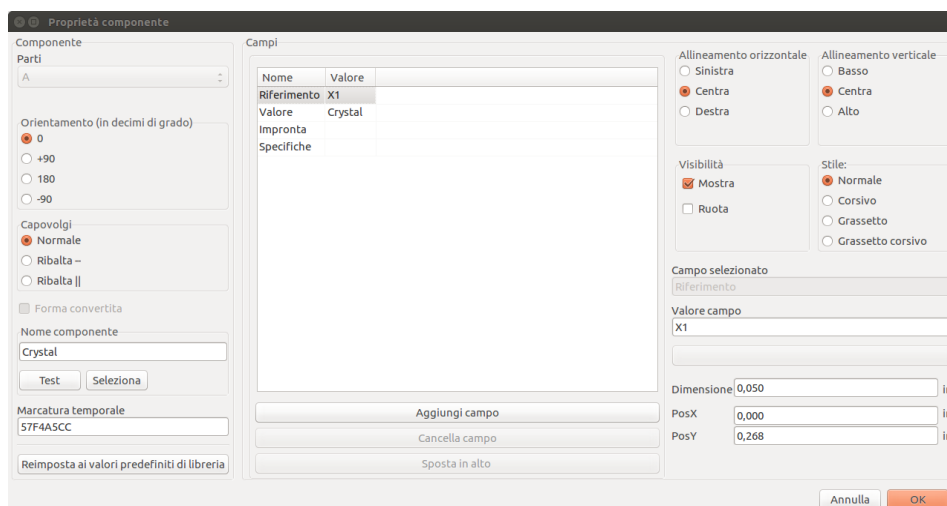 Proprietà componente
Componente
Parti
A
Orientamento (in decimi di grado)
0
+90
180
-90
Capovolgi
Normale
Ribalta --
Ribalta ||
Forma convertita
Nome componente
Crystal
Test Seleziona
Marcatura temporale
57F4A5CC
Reimposta ai valori predefiniti di libreria
Campi
Nome Valore
Riferimento X1
Valore Crystal
Impronta
Specifiche
Aggiungi campo
Cancella campo
Sposta in alto
Allineamento orizzontale
Sinistra
Centra
Destra
Allineamento verticale
Basso
Centra
Alto
Visibilità
Mostra
Ruota
Stile:
Normale
Corsivo
Grassetto
Grassetto corsivo
Campo selezionato
Riferimento
Valore campo
X1
Dimensione 0,050
PosX 0,000
PosY 0,268
Annulla OK